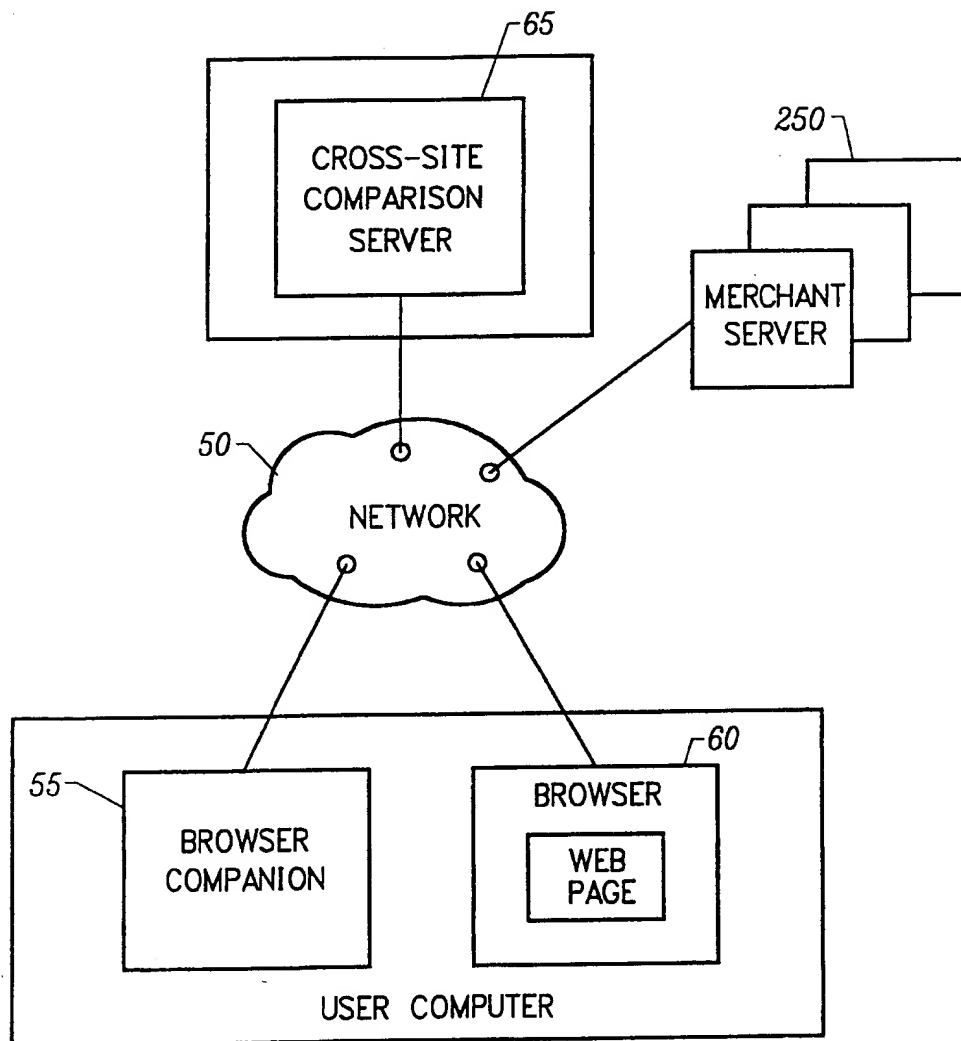 65
CROSS-SITE
COMPARISON
SERVER
250
MERCHANT
SERVER
50
NETWORK
55
BROWSER
COMPANION
60
BROWSER
WEB
PAGE
USER COMPUTER